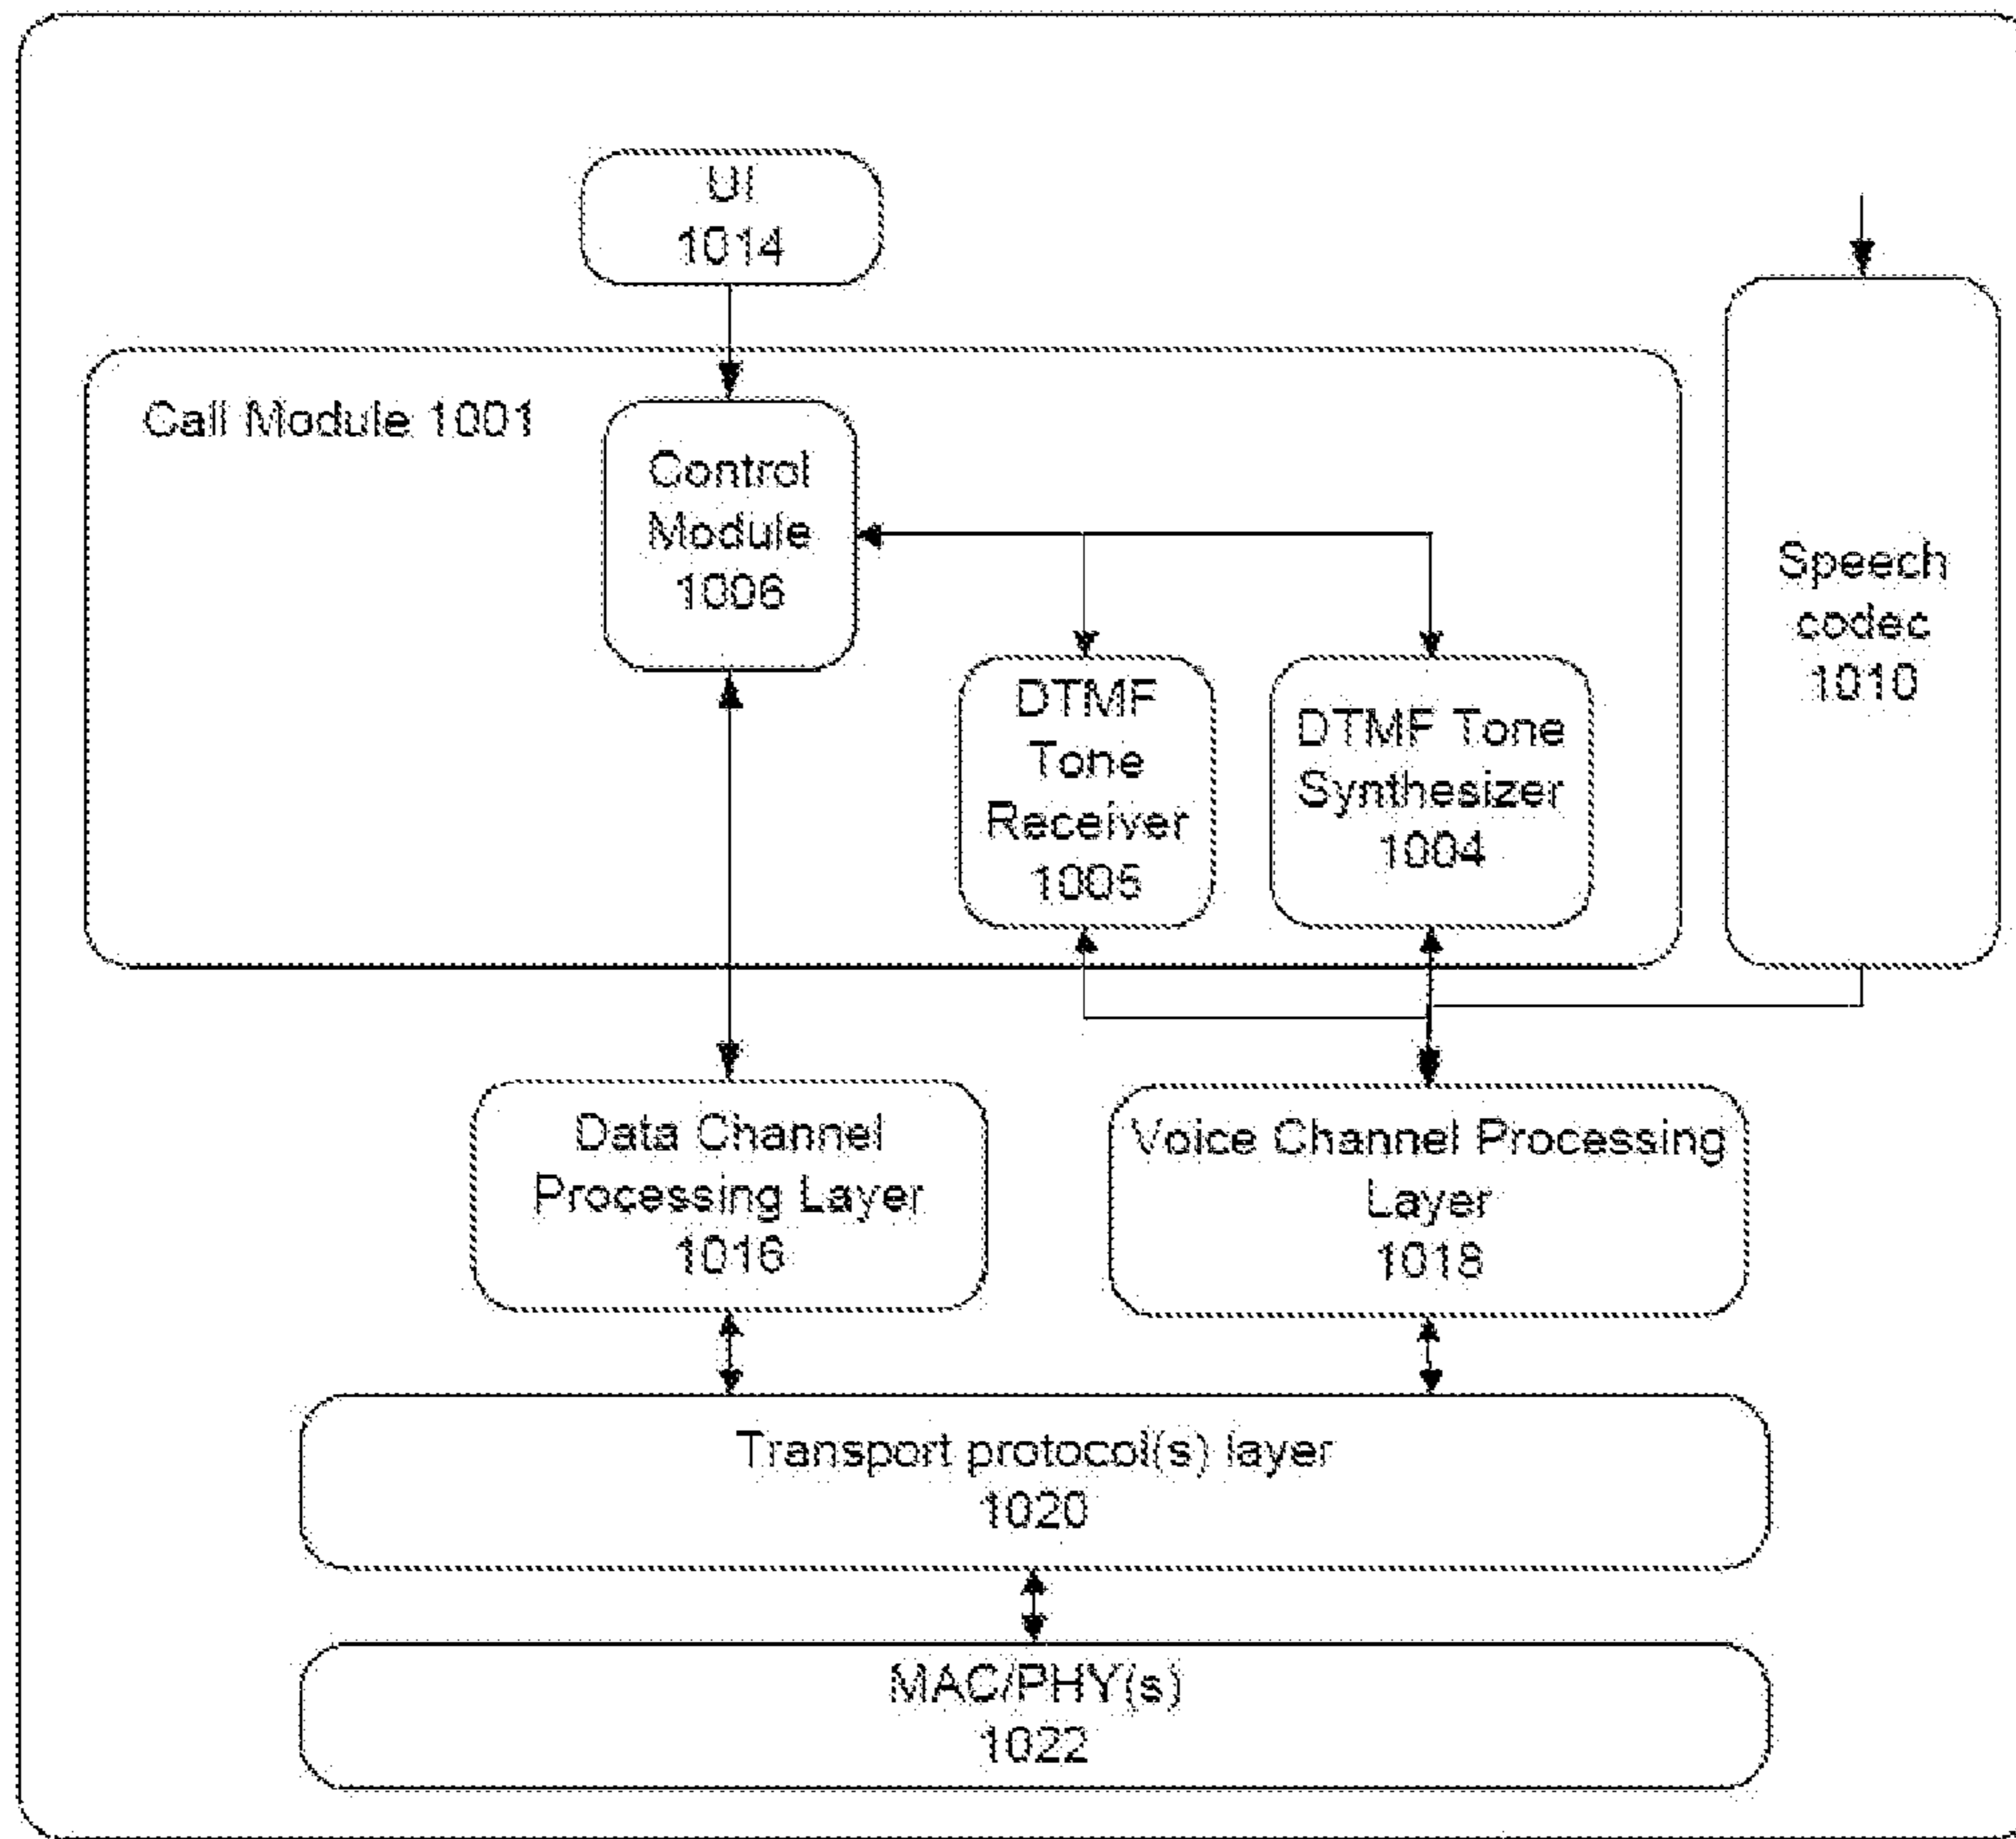 UI
1014
Call Module 1001
Control
Module
1006
Speech
codec
1010
DTMF
Tone
Receiver
1005
DTMF Tone
Synthesizer
1004
Data Channel
Processing Layer
1016
Voice Channel Processing
Layer
1018
Transport protocol(s) layer
1020
MAC/PHY(s)
1022